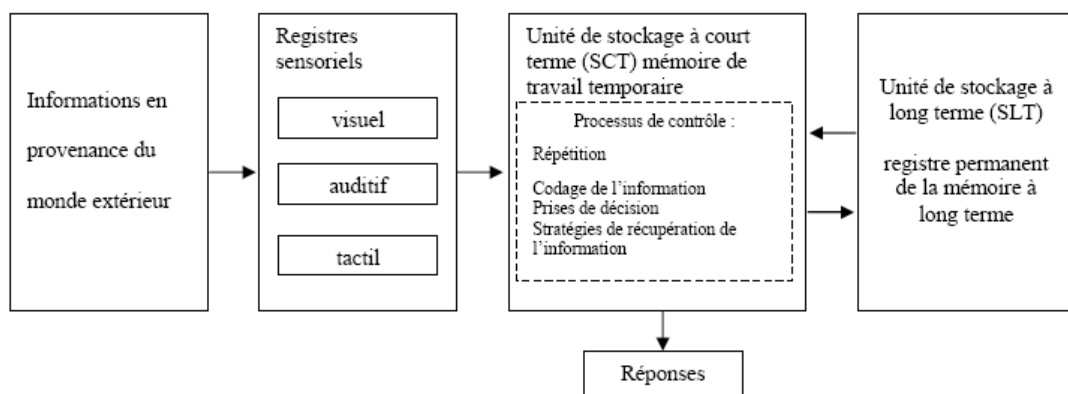 Informations en
provenance du
monde extérieur
Registres
sensoriels
visuel
auditif
tactil
Unité de stockage à court
terme (SCT) mémoire de
travail temporaire
Processus de contrôle :
Répétition
Codage de l’information
Prises de décision
Stratégies de récupération de
l’information
Unité de stockage à
long terme (SLT)
registre permanent
de la mémoire à
long terme
Réponses